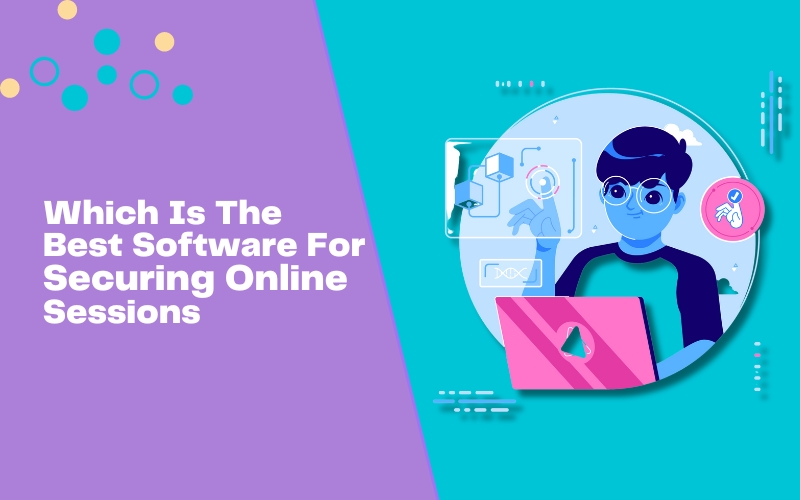 Which Is The
Best Software For
Securing Online
Sessions